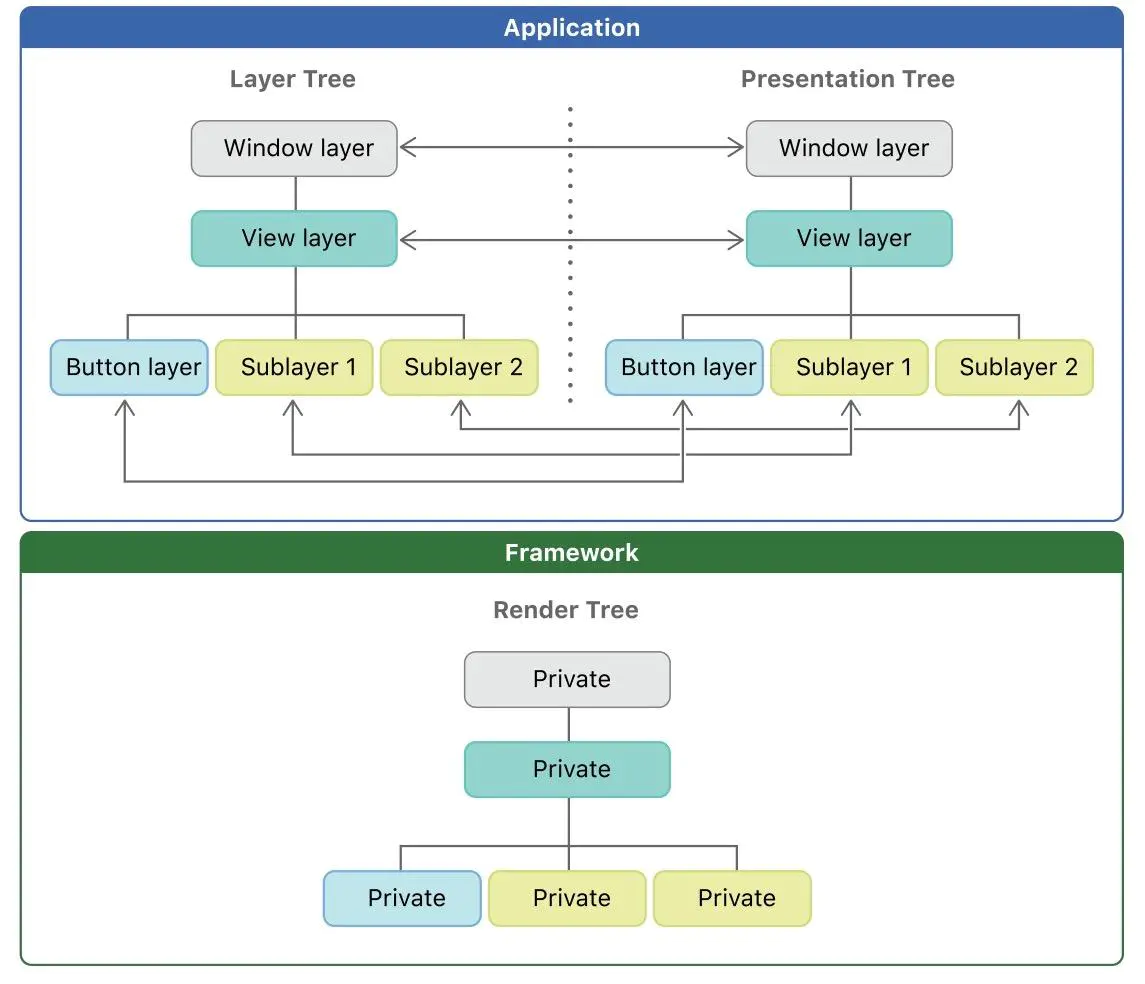 Application
Layer Tree
Presentation Tree
Window layer
Window layer
View layer
View layer
Button layer
Sublayer 1
Sublayer 2
Button layer
Sublayer 1
Sublayer 2
Framework
Render Tree
Private
Private
Private
Private
Private